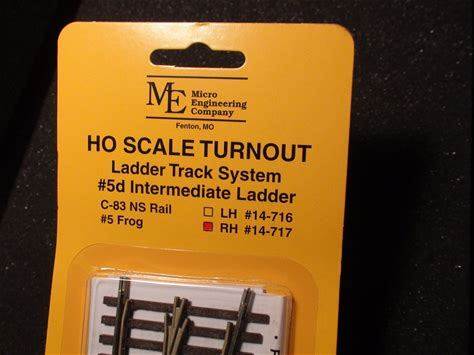 ME Micro
Engineering
Company
Fenton, MO
HO SCALE TURNOUT
Ladder Track System
#5d Intermediate Ladder
C-83 NS Rail ☐ LH #14-716
#5 Frog ■ RH #14-717